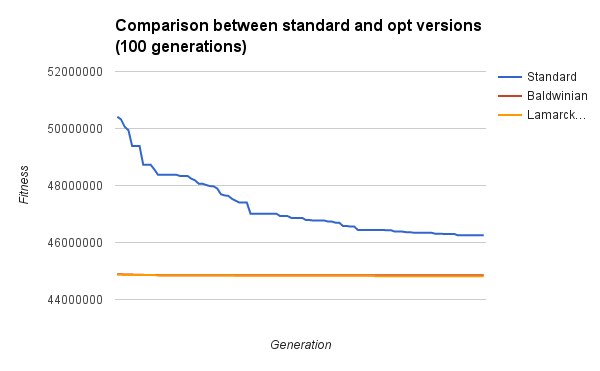 Comparison between standard and opt versions
(100 generations)
52000000
50000000
48000000
46000000
44000000
Fitness
Generation
Standard
Baldwinian
Lamarck...